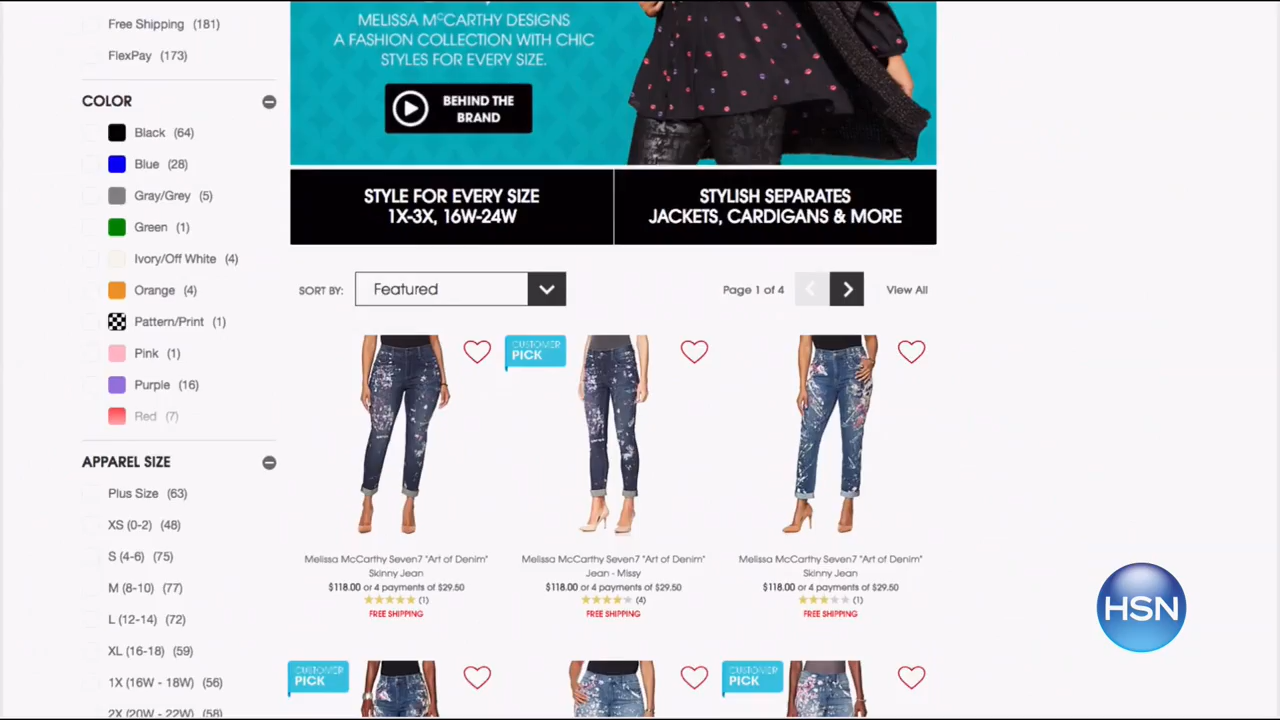 Free Shipping (181)
FlexPay (173)
COLOR
Black (64)
Blue (28)
Gray/Grey (5)
Green (1)
Ivory/Off White (4)
Orange (4)
Pattern/Print (1)
Pink (1)
Purple (16)
Red (7)
APPAREL SIZE
Plus Size (63)
XS (0-2) (48)
S (4-6) (75)
M (8-10) (77)
L (12-14) (72)
XL (16-18) (59)
1X (16W - 18W) (56)
2X (20W - 22W) (58)
MELISSA McCARTHY DESIGNS
A FASHION COLLECTION WITH CHIC
STYLES FOR EVERY SIZE.
BEHIND THE
BRAND
STYLE FOR EVERY SIZE
1X-3X, 16W-24W
STYLISH SEPARATES
JACKETS, CARDIGANS & MORE
SORT BY:
Featured
Page 1 of 4
View All
CUSTOMER
PICK
Melissa McCarthy Seven7 "Art of Denim"
Skinny Jean
$118.00 or 4 payments of $29.50
(1)
FREE SHIPPING
Melissa McCarthy Seven7 "Art of Denim"
Jean - Missy
$118.00 or 4 payments of $29.50
(4)
FREE SHIPPING
Melissa McCarthy Seven7 "Art of Denim"
Skinny Jean
$118.00 or 4 payments of $29.50
(1)
FREE SHIPPING
CUSTOMER
PICK
CUSTOMER
PICK
HSN